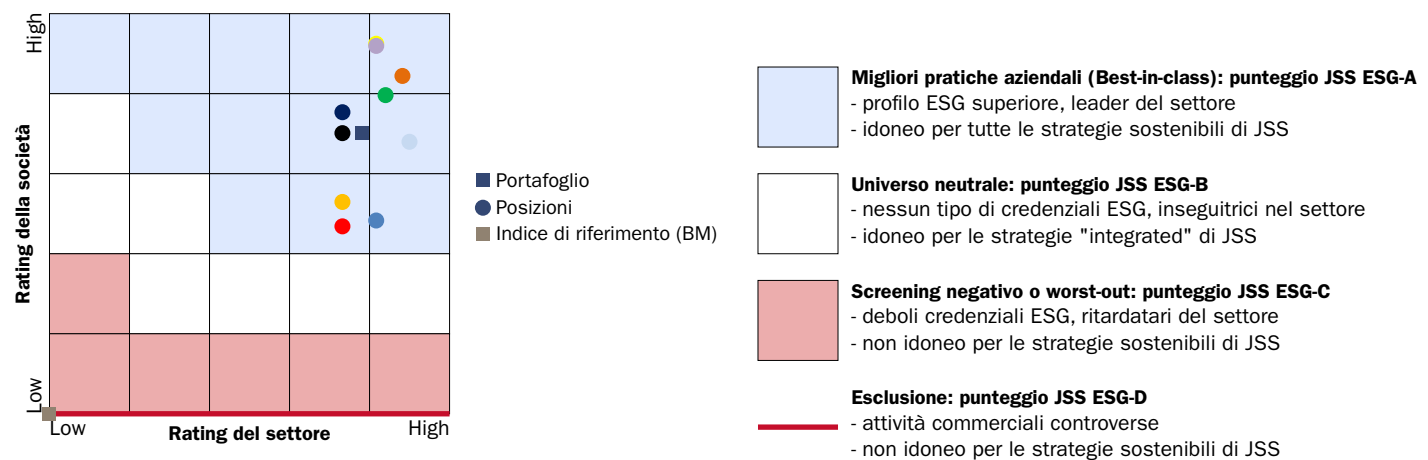 High
Rating della società
Low
Low
Rating del settore
High
Portafoglio
Posizioni
Indice di riferimento (BM)
Migliori pratiche aziendali (Best-in-class): punteggio JSS ESG-A
- profilo ESG superiore, leader del settore
- idoneo per tutte le strategie sostenibili di JSS
Universo neutrale: punteggio JSS ESG-B
- nessun tipo di credenziali ESG, inseguitrici nel settore
- idoneo per le strategie "integrated" di JSS
Screening negativo o worst-out: punteggio JSS ESG-C
- deboli credenziali ESG, ritardatari del settore
- non idoneo per le strategie sostenibili di JSS
Esclusione: punteggio JSS ESG-D
- attività commerciali controverse
- non idoneo per le strategie sostenibili di JSS